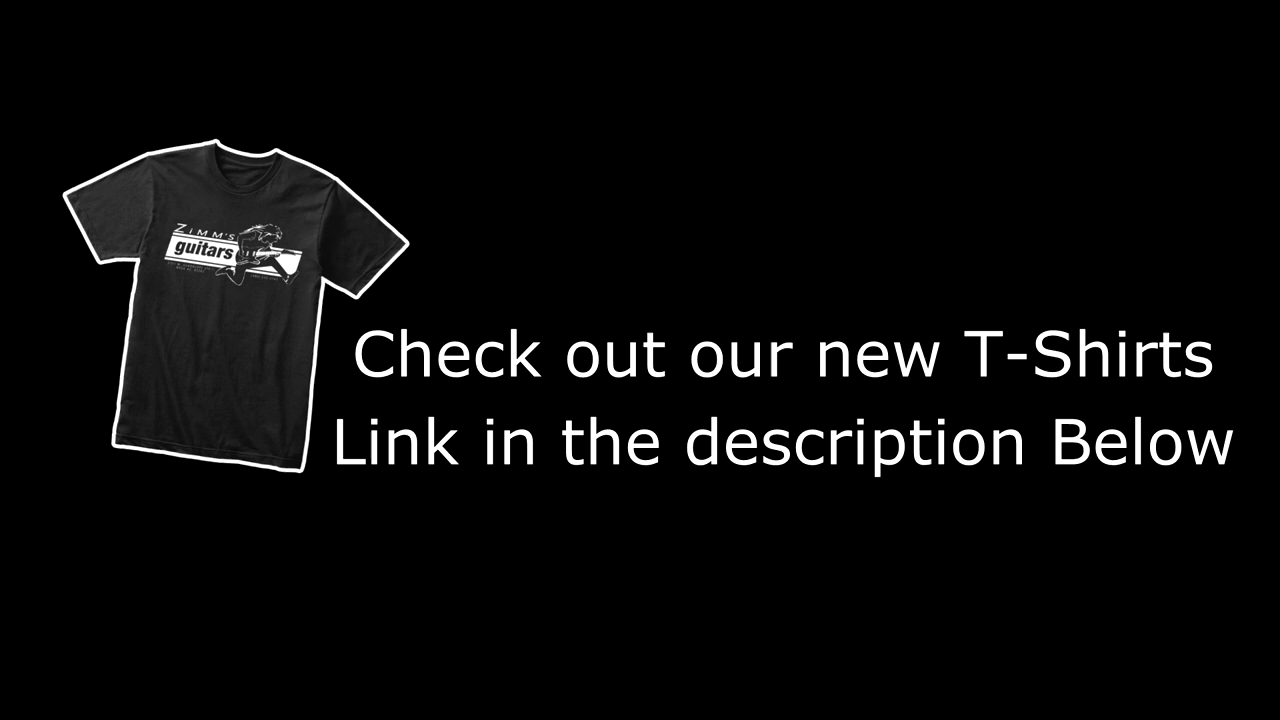 ZiMM'S
guitars
Check out our new T-Shirts
Link in the description Below